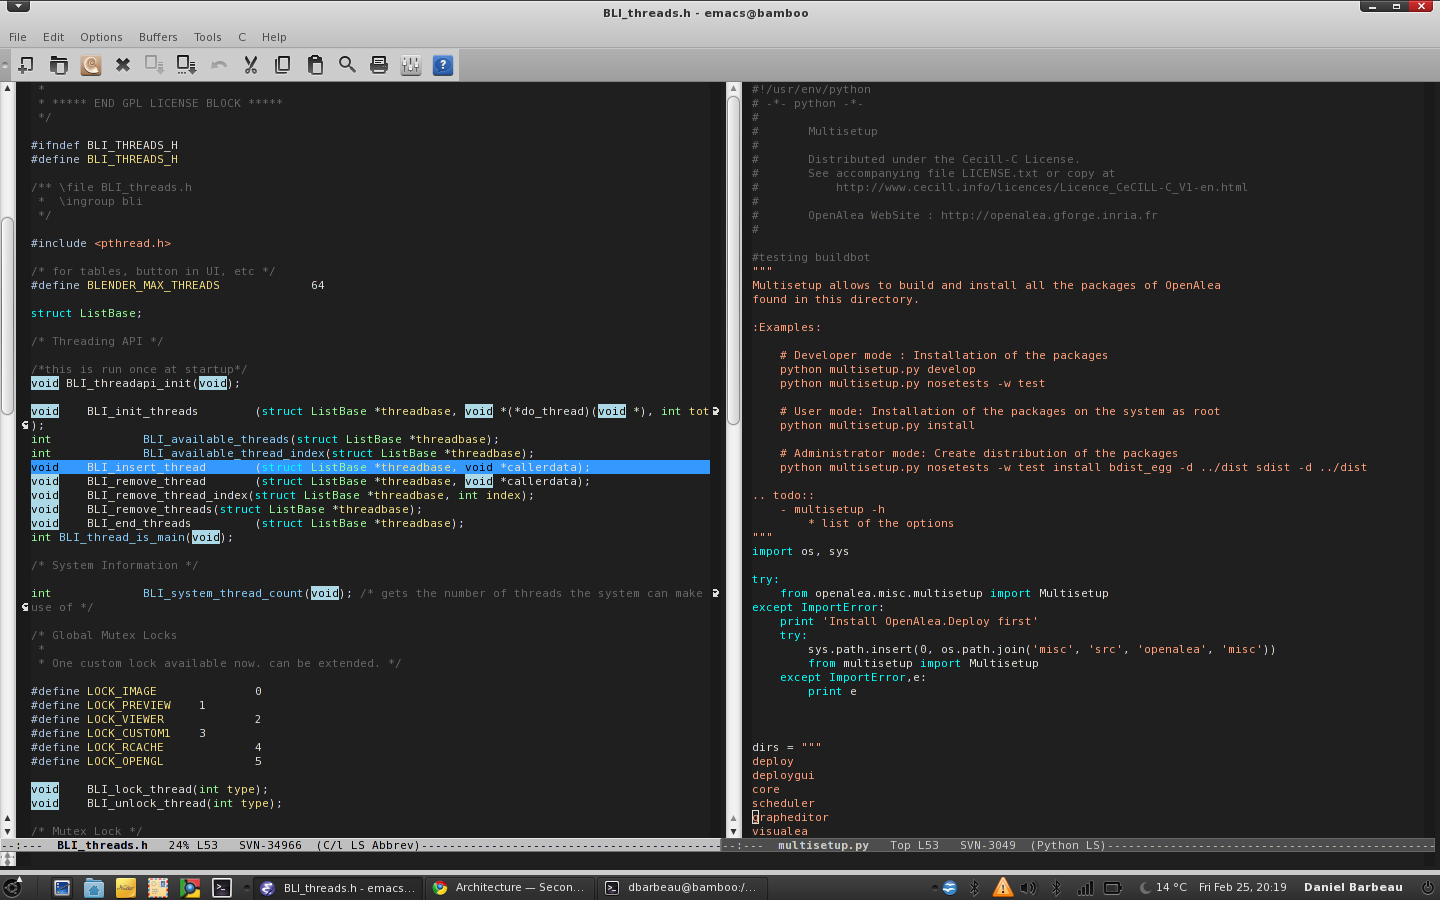 BLI_threads.h - emacs@bamboo
File Edit Options Buffers Tools C Help
 *
 * ***** END GPL LICENSE BLOCK *****
 */
#ifndef BLI_THREADS_H
#define BLI_THREADS_H
/** \file BLI_threads.h
 *  \ingroup bli
 */
#include <pthread.h>
/* for tables, button in UI, etc */
#define BLENDER_MAX_THREADS             64
struct ListBase;
/* Threading API */
/*this is run once at startup*/
void BLI_threadapi_init(void);
void    BLI_init_threads        (struct ListBase *threadbase, void *(*do_thread)(void *), int tot
);
int             BLI_available_threads(struct ListBase *threadbase);
int             BLI_available_thread_index(struct ListBase *threadbase);
void    BLI_insert_thread       (struct ListBase *threadbase, void *callerdata);
void    BLI_remove_thread       (struct ListBase *threadbase, void *callerdata);
void    BLI_remove_thread_index(struct ListBase *threadbase, int index);
void    BLI_remove_threads(struct ListBase *threadbase);
void    BLI_end_threads         (struct ListBase *threadbase);
int BLI_thread_is_main(void);
/* System Information */
int             BLI_system_thread_count(void); /* gets the number of threads the system can make
use of */
/* Global Mutex Locks
 *
 * One custom lock available now. can be extended. */
#define LOCK_IMAGE              0
#define LOCK_PREVIEW    1
#define LOCK_VIEWER             2
#define LOCK_CUSTOM1    3
#define LOCK_RCACHE             4
#define LOCK_OPENGL             5
void    BLI_lock_thread(int type);
void    BLI_unlock_thread(int type);
/* Mutex Lock */
--:---  BLI_threads.h   24% L53   SVN-34966  (C/l LS Abbrev)
#!/usr/env/python
# -*- python -*-
#
#       Multisetup
#
#       Distributed under the Cecill-C License.
#       See accompanying file LICENSE.txt or copy at
#           http://www.cecill.info/licences/Licence_CeCILL-C_V1-en.html
#
#       OpenAlea WebSite : http://openalea.gforge.inria.fr
#
#testing buildbot
"""
Multisetup allows to build and install all the packages of OpenAlea
found in this directory.
:Examples:
    # Developer mode : Installation of the packages
    python multisetup.py develop
    python multisetup.py nosetests -w test
    # User mode: Installation of the packages on the system as root
    python multisetup.py install
    # Administrator mode: Create distribution of the packages
    python multisetup.py nosetests -w test install bdist_egg -d ../dist sdist -d ../dist
.. todo::
    - multisetup -h
        * list of the options
"""
import os, sys
try:
    from openalea.misc.multisetup import Multisetup
except ImportError:
    print 'Install OpenAlea.Deploy first'
    try:
        sys.path.insert(0, os.path.join('misc', 'src', 'openalea', 'misc'))
        from multisetup import Multisetup
    except ImportError,e:
        print e
dirs = """
deploy
deploygui
core
scheduler
grapheditor
visualea
--:---  multisetup.py   Top L53   SVN-3049  (Python LS)
BLI_threads.h - emacs...
Architecture — Secon...
dbarbeau@bamboo:/...
14 °C
Fri Feb 25, 20:19
Daniel Barbeau